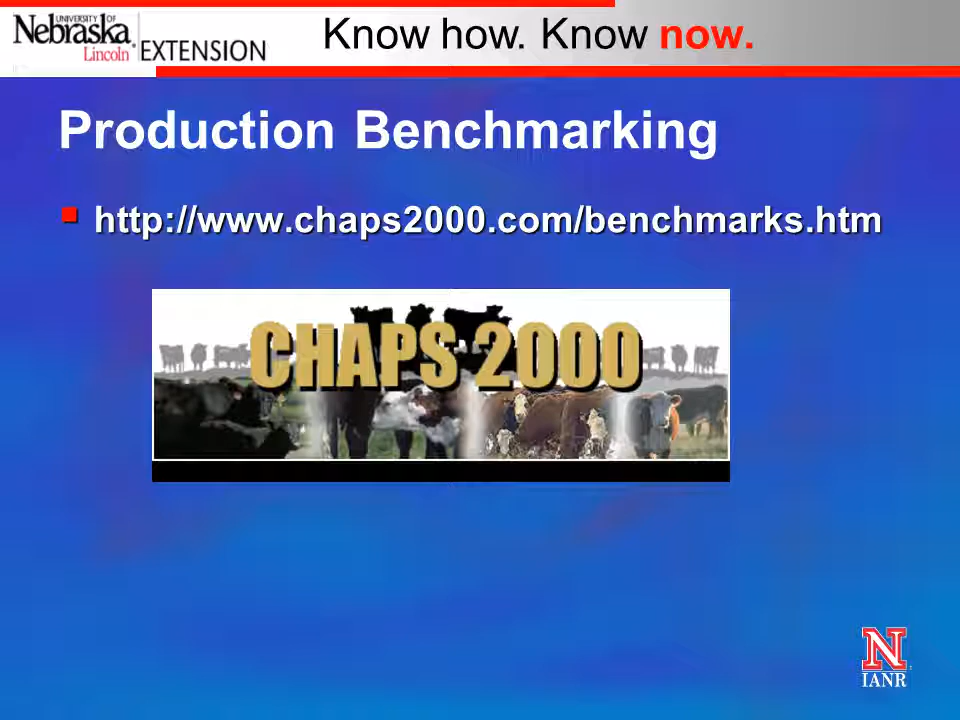 UNIVERSITY OF
Nebraska
Lincoln
EXTENSION
Know how. Know now.
Production Benchmarking
http://www.chaps2000.com/benchmarks.htm
CHAPS 2000
N
IANR